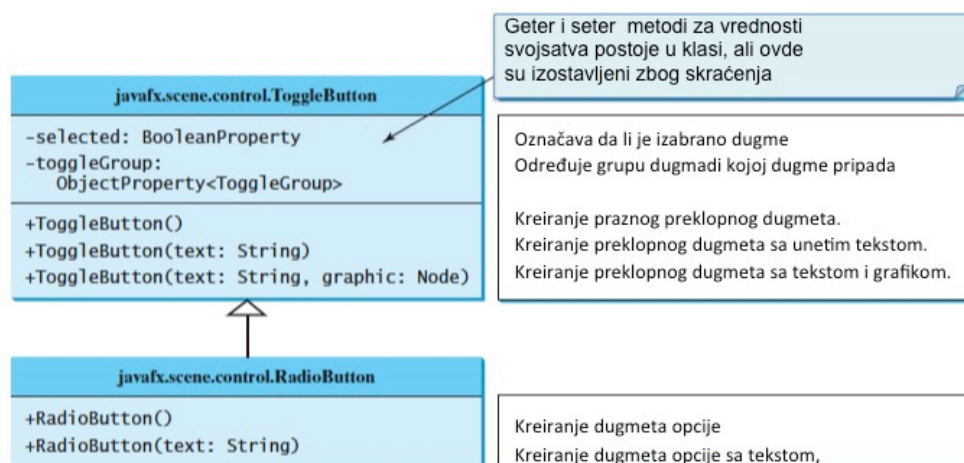 Geter i seter metodi za vrednosti
svojsatva postoje u klasi, ali ovde
su izostavljeni zbog skraćenja
javafx.scene.control.ToggleButton
-selected: BooleanProperty
-toggleGroup:
ObjectProperty<ToggleGroup>
+ToggleButton()
+ToggleButton(text: String)
+ToggleButton(text: String, graphic: Node)
Označava da li je izabrano dugme
Određuje grupu dugmadi kojoj dugme pripada
Kreiranje praznog preklopnog dugmeta.
Kreiranje preklopnog dugmeta sa unetim tekstom.
Kreiranje preklopnog dugmeta sa tekstom i grafikom.
javafx.scene.control.RadioButton
+RadioButton()
+RadioButton(text: String)
Kreiranje dugmeta opcije
Kreiranje dugmeta opcije sa tekstom,